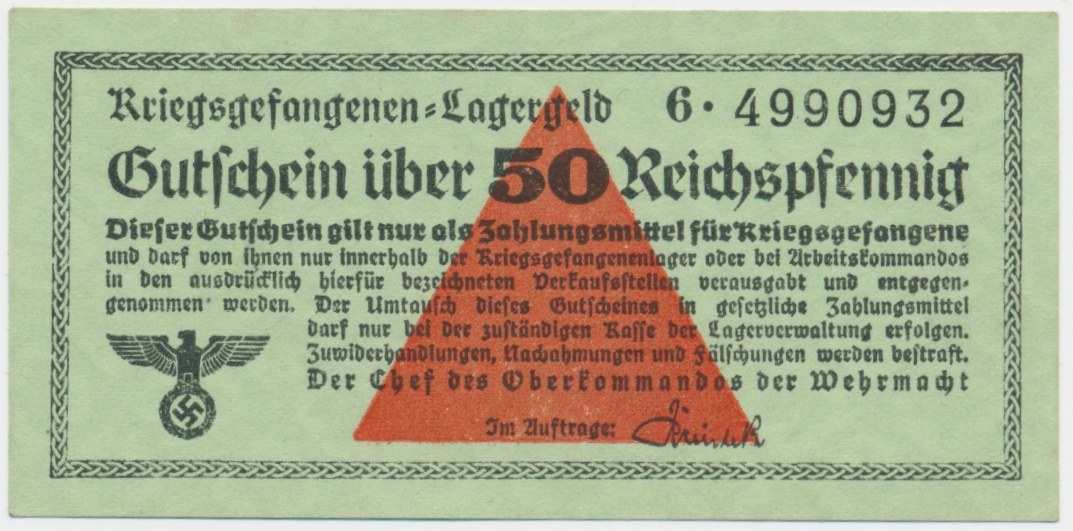 Kriegsgefangenen-Lagergeld 6 · 4990932
Gutschein über 50 Reichspfennig
Dieser Gutschein gilt nur als Zahlungsmittel für Kriegsgefangene
und darf von ihnen nur innerhalb der Kriegsgefangenenlager oder bei Arbeitskommandos
in den ausdrücklich hierfür bezeichneten Verkaufsstellen verausgabt und entgegen-
genommen werden. Der Umtausch dieses Gutscheines in gesetzliche Zahlungsmittel
darf nur bei der zuständigen Kasse der Lagerverwaltung erfolgen.
Zuwiderhandlungen, Nachahmungen und Fälschungen werden bestraft.
Der Chef des Oberkommandos der Wehrmacht
Im Auftrage: